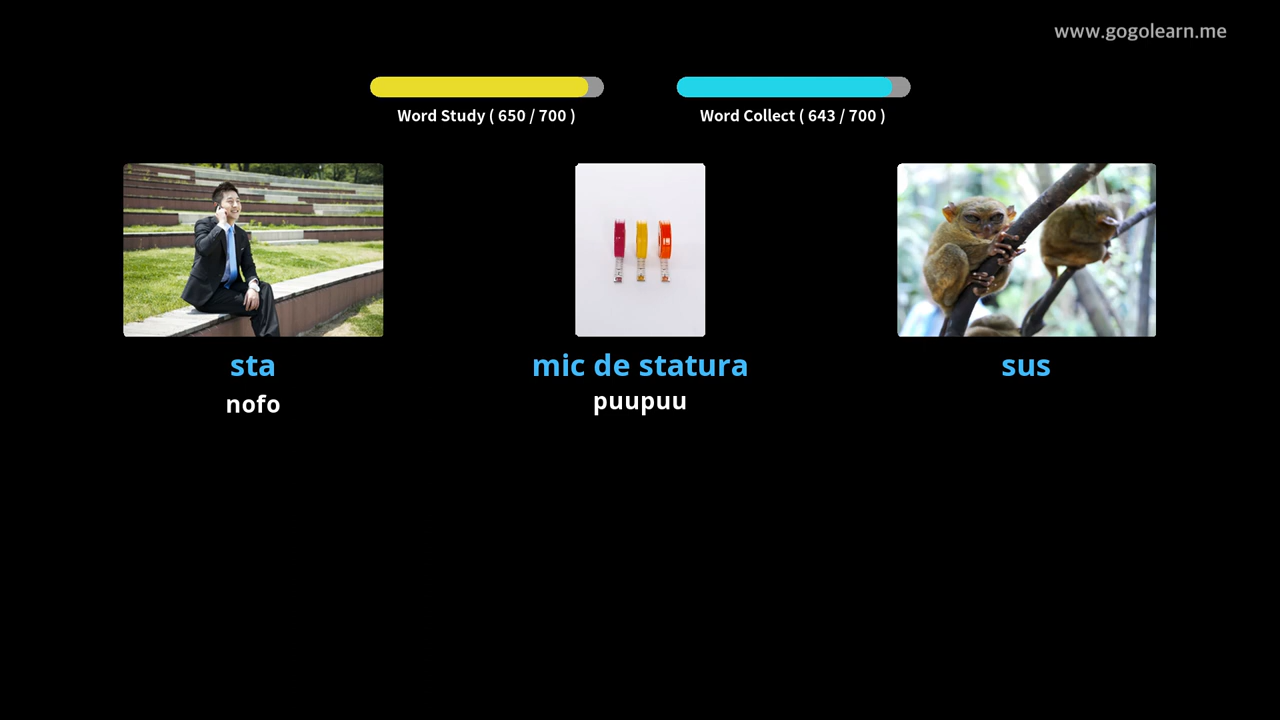 www.gogolearn.me
Word Study ( 650 / 700 )
Word Collect ( 643 / 700 )
sta
nofo
mic de statura
puupuu
sus